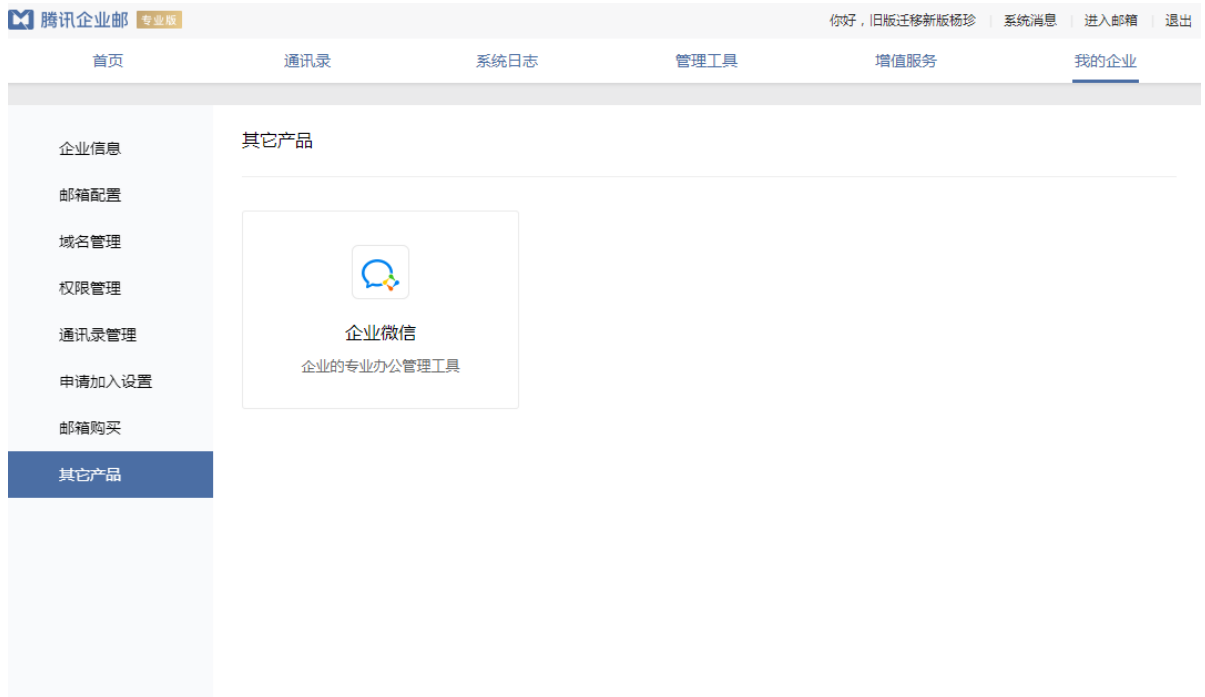 腾讯企业邮 专业版 你好，旧版迁移新版杨珍 系统消息 进入邮箱 退出
首页 通讯录 系统日志 管理工具 增值服务 我的企业
企业信息
邮箱配置
域名管理
权限管理
通讯录管理
申请加入设置
邮箱购买
其它产品
其它产品
企业微信
企业的专业办公管理工具